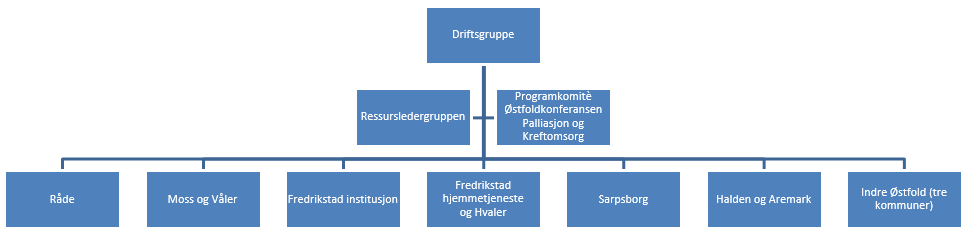 Driftsgruppe
Ressursledergruppen
Programkomitè
Østfoldkonferansen
Palliasjon og
Kreftomsorg
Råde
Moss og Våler
Fredrikstad institusjon
Fredrikstad
hjemmetjeneste
og Hvaler
Sarpsborg
Halden og Aremark
Indre Østfold (tre
kommuner)